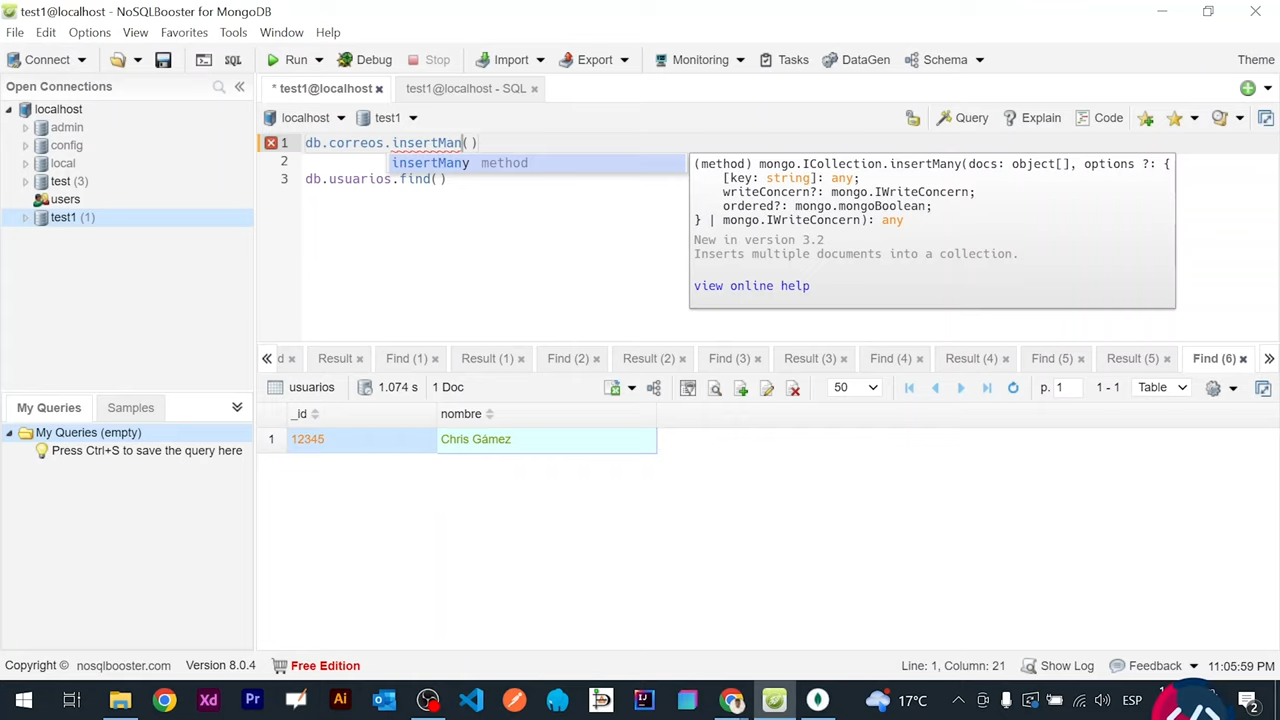 test1@localhost - NoSQLBooster for MongoDB
File Edit Options View Favorites Tools Window Help
Connect SQL Run Debug Stop Import Export Monitoring Tasks DataGen Schema Theme
Open Connections
* test1@localhost
test1@localhost - SQL
localhost test1 Query Explain Code
localhost
admin
config
local
test (3)
users
test1 (1)
1 db.correos.insertMan()
2
3 db.usuarios.find()
insertMany method
(method) mongo.ICollection.insertMany(docs: object[], options ?: {
[key: string]: any;
writeConcern?: mongo.IWriteConcern;
ordered?: mongo.mongoBoolean;
} | mongo.IWriteConcern): any
New in version 3.2
Inserts multiple documents into a collection.
view online help
d Result Find (1) Result (1) Find (2) Result (2) Find (3) Result (3) Find (4) Result (4) Find (5) Result (5) Find (6)
usuarios 1.074 s 1 Doc 50 p. 1 1 - 1 Table
_id nombre
1 12345 Chris Gámez
My Queries Samples
My Queries (empty)
Press Ctrl+S to save the query here
Copyright © nosqlbooster.com Version 8.0.4 Free Edition Line: 1, Column: 21 Show Log Feedback 11:05:59 PM
Xd Pr Ai 17°C ESP 2